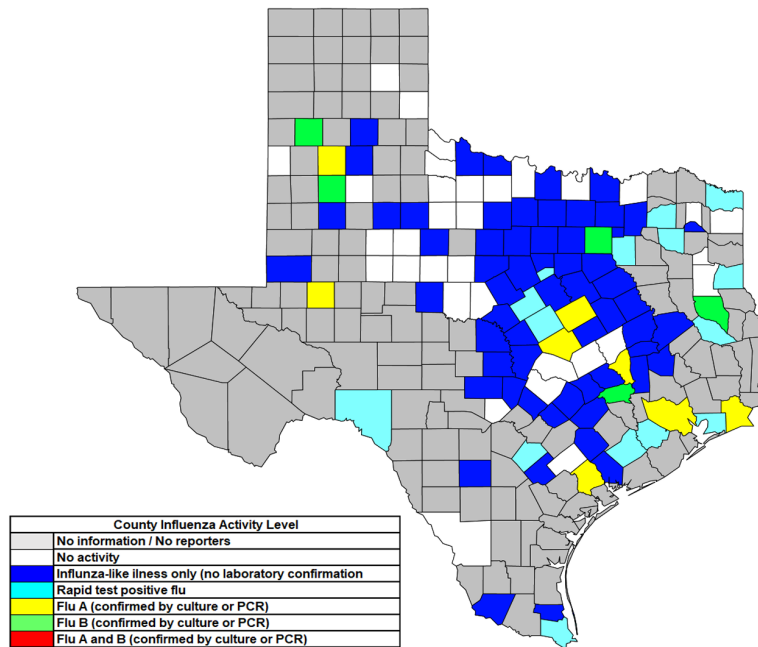 County Influenza Activity Level
No information / No reporters
No activity
Influnza-like ilness only (no laboratory confirmation
Rapid test positive flu
Flu A (confirmed by culture or PCR)
Flu B (confirmed by culture or PCR)
Flu A and B (confirmed by culture or PCR)